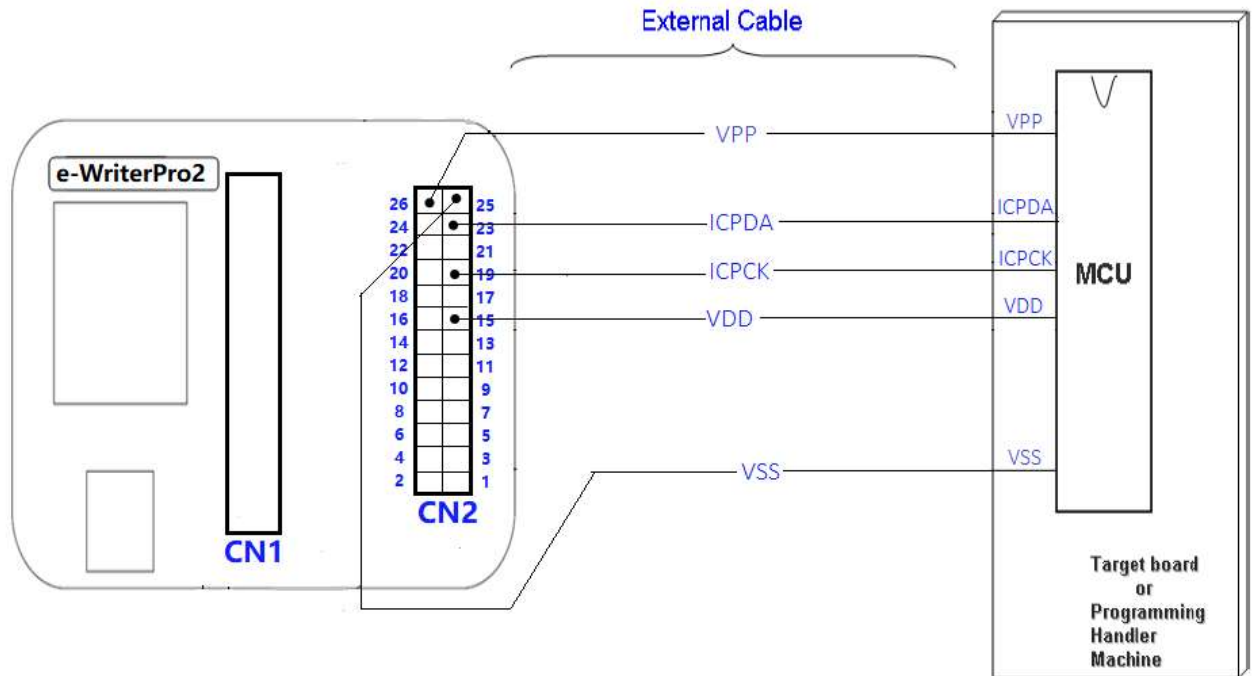 External Cable
e-WriterPro2
VPP VPP
26 25
ICPDA ICPDA
24 23
22 21
ICPCK ICPCK
20 19
MCU
18 17
VDD VDD
16 15
14 13
12 11
10 9
8 7
6 5
4 3
VSS VSS
2 1
CN2
CN1
Target board
or
Programming
Handler
Machine